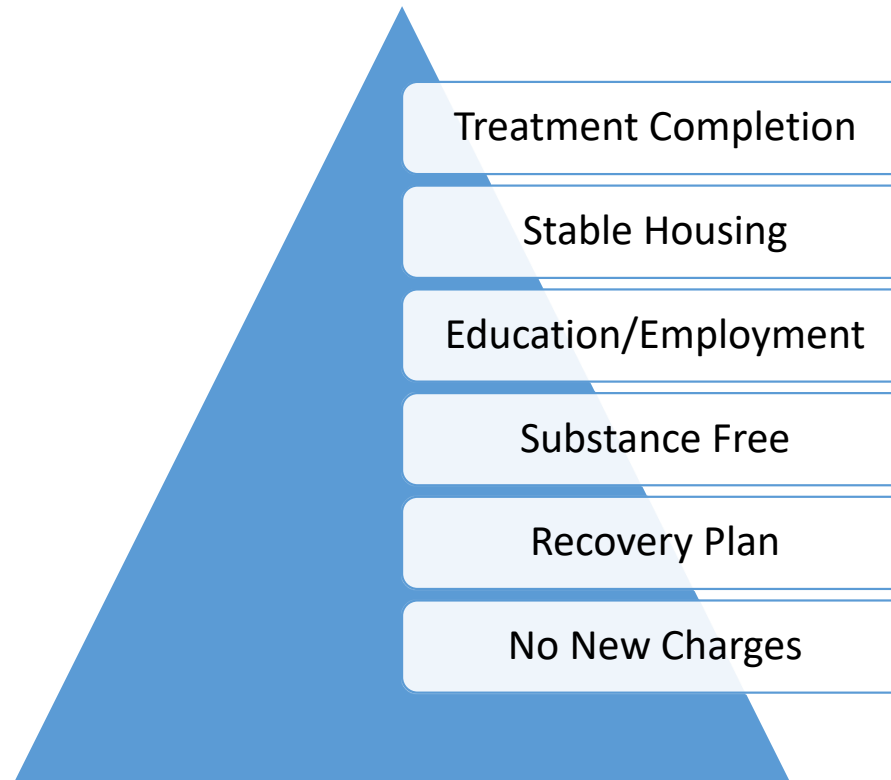 Treatment Completion
Stable Housing
Education/Employment
Substance Free
Recovery Plan
No New Charges